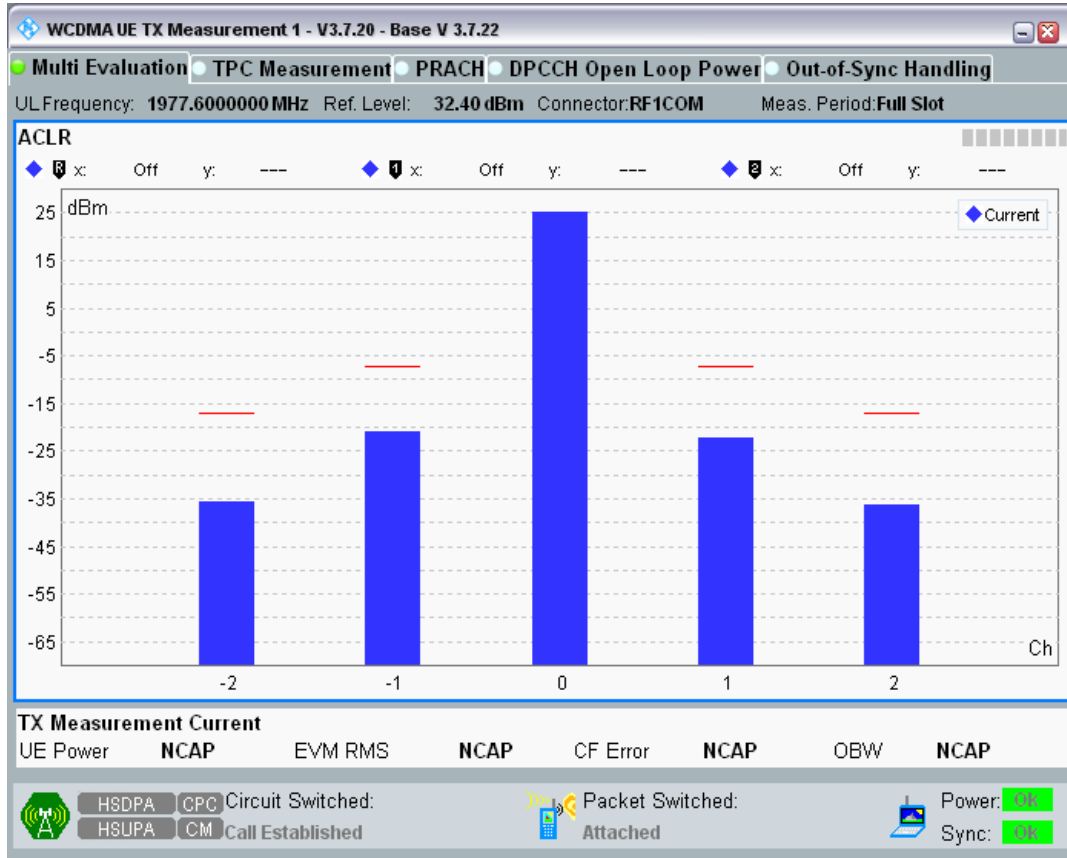 WCDMA UE TX Measurement 1 - V3.7.20 - Base V 3.7.22
Multi Evaluation TPC Measurement PRACH DPCCH Open Loop Power Out-of-Sync Handling
UL Frequency: 1977.6000000 MHz Ref. Level: 32.40 dBm Connector:RF1COM Meas. Period:Full Slot
ACLR
R x: Off y: --- 1 x: Off y: --- 2 x: Off y: ---
dBm
Current
25
15
5
-5
-15
-25
-35
-45
-55
-65
Ch
-2 -1 0 1 2
TX Measurement Current
UE Power NCAP EVM RMS NCAP CF Error NCAP OBW NCAP
HSDPA CPC Circuit Switched: Packet Switched: Power: Ok
HSUPA CM Call Established Attached Sync: Ok